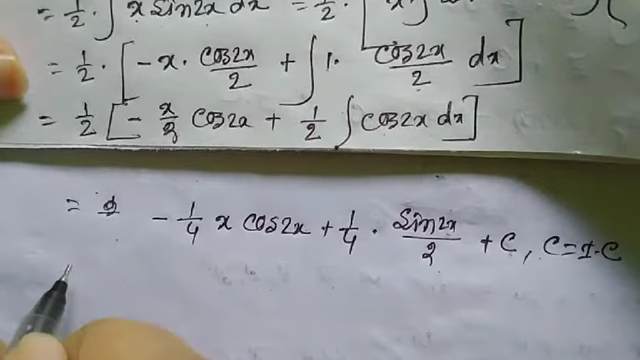 = 1/2 · ∫ x sin2x dx = 1/2 ·
= 1/2 · [ - x · cos2x/2 + ∫ 1 · cos2x/2 dx ]
= 1/2 [ - x/2 cos2x + 1/2 ∫ cos2x dx ]
= - 1/4 x cos2x + 1/4 · sin2x/2 + c, c = I.C